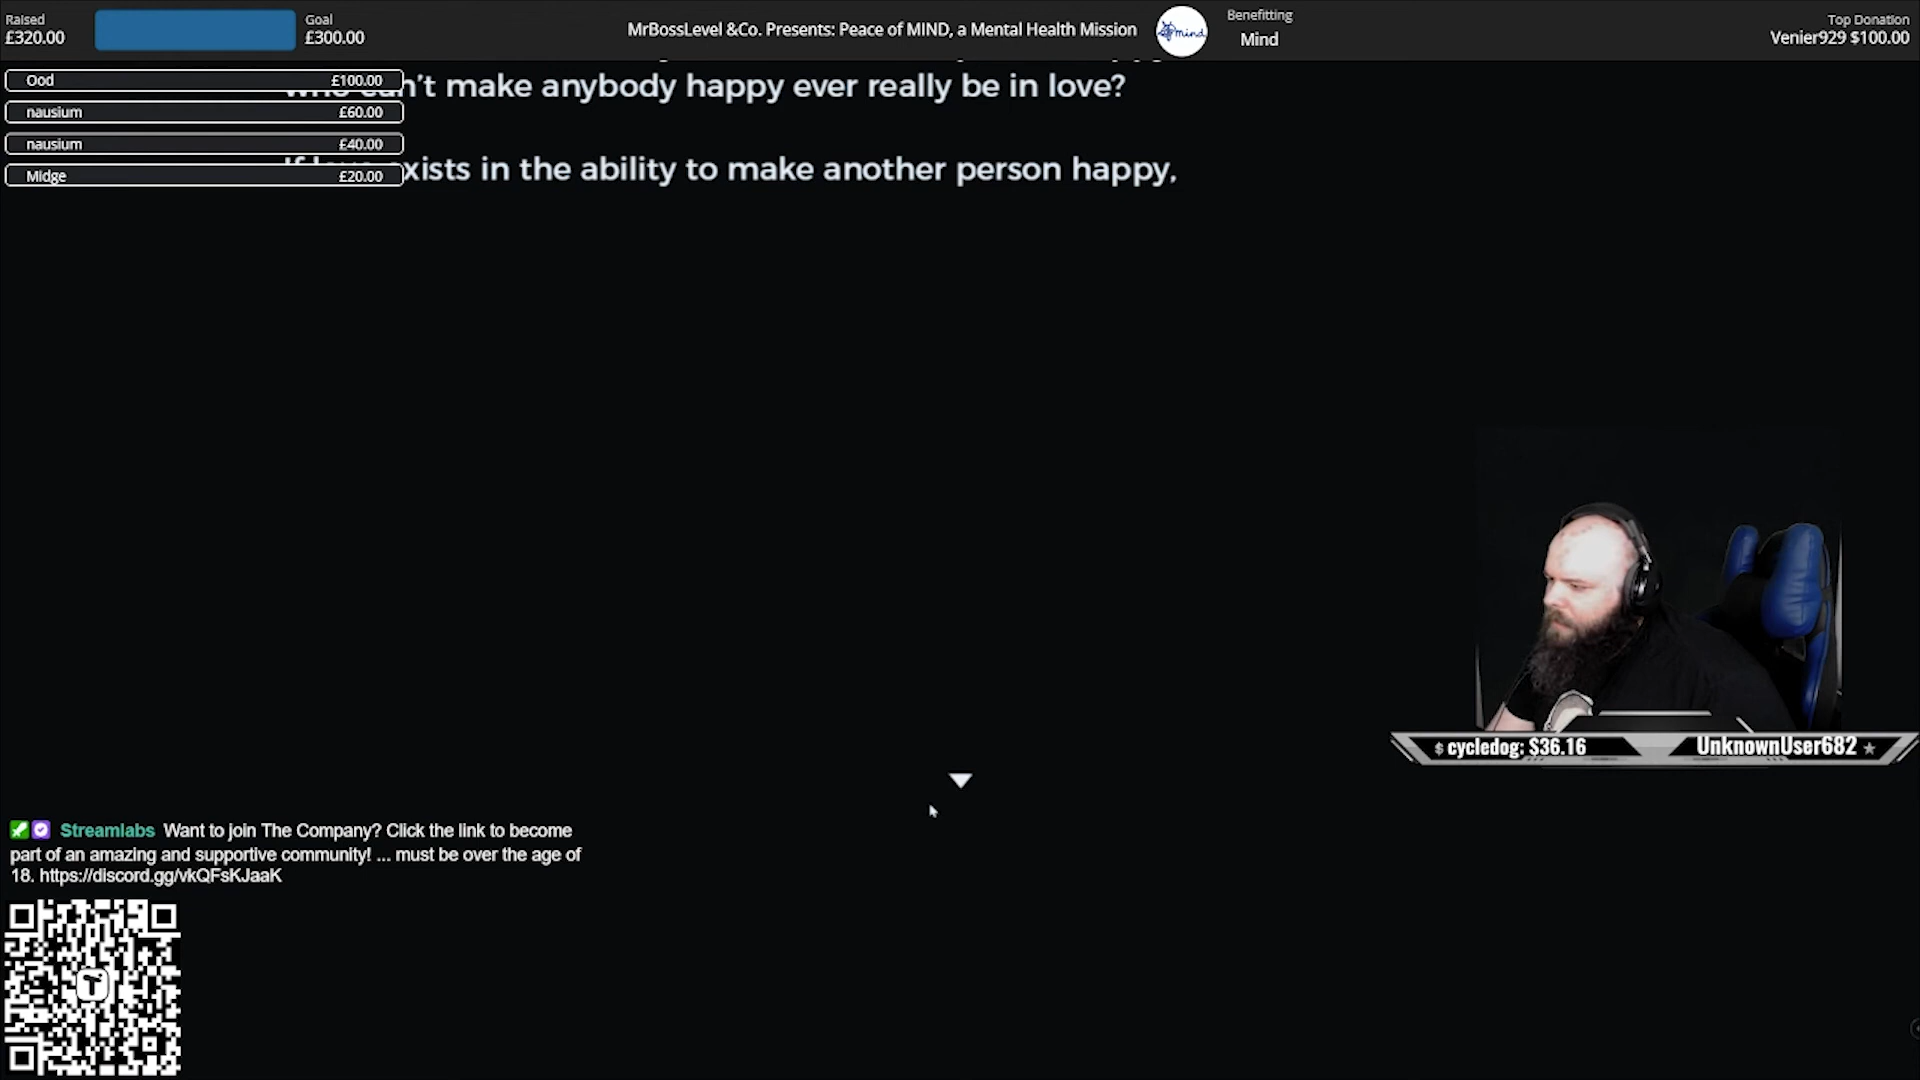 Raised
£320.00
Goal
£300.00
MrBossLevel &Co. Presents: Peace of MIND, a Mental Health Mission
mind
Benefitting
Mind
Top Donation
Venier929 $100.00
Ood £100.00
nausium £60.00
nausium £40.00
Midge £20.00
can't make anybody happy ever really be in love?
exists in the ability to make another person happy,
$ cycledog: $36.16
UnknownUser682
Streamlabs Want to join The Company? Click the link to become
part of an amazing and supportive community! ... must be over the age of
18. https://discord.gg/vkQFsKJaaK